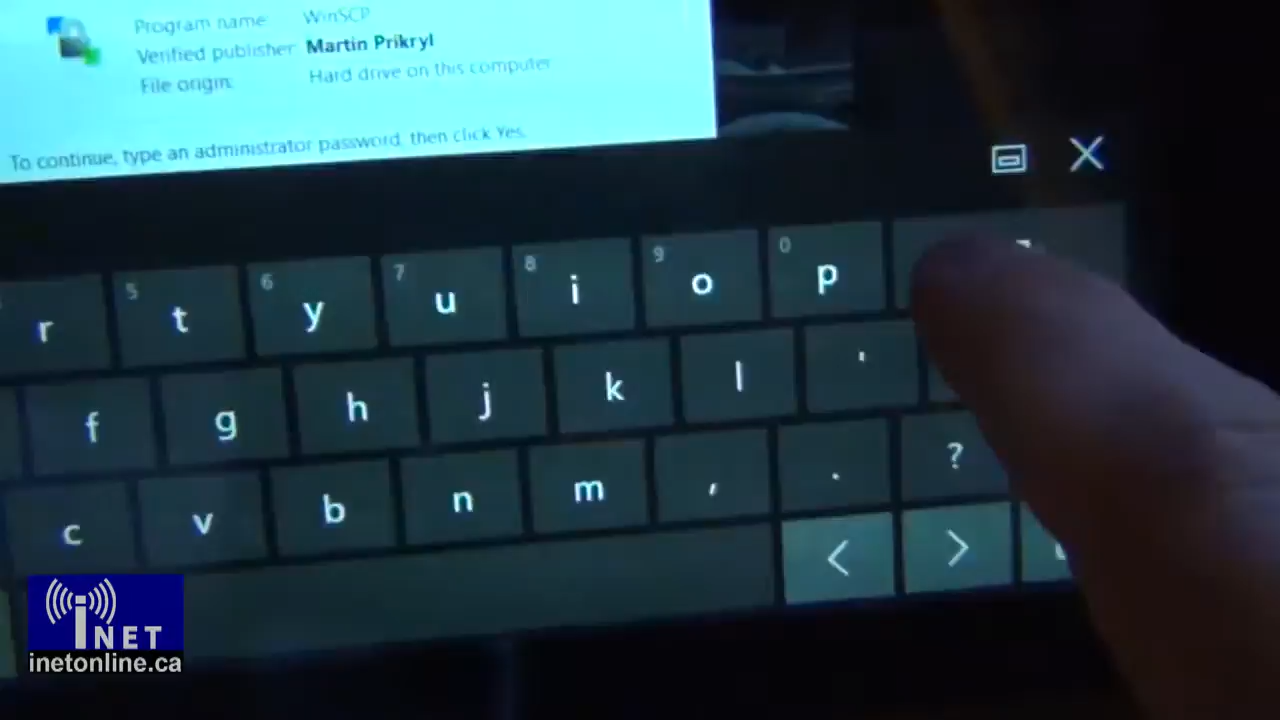 Program name: WinSCP
Verified publisher: Martin Prikryl
File origin: Hard drive on this computer
To continue, type an administrator password, then click Yes.
5 6 7 8 9 0
r t y u i o p
f g h j k l '
c v b n m , . ?
< >
iNET
inetonline.ca